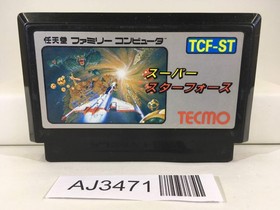 任天堂 ファミリー コンピュータ
TCF-ST
スーパー
スターフォース
TECMO
AJ3471